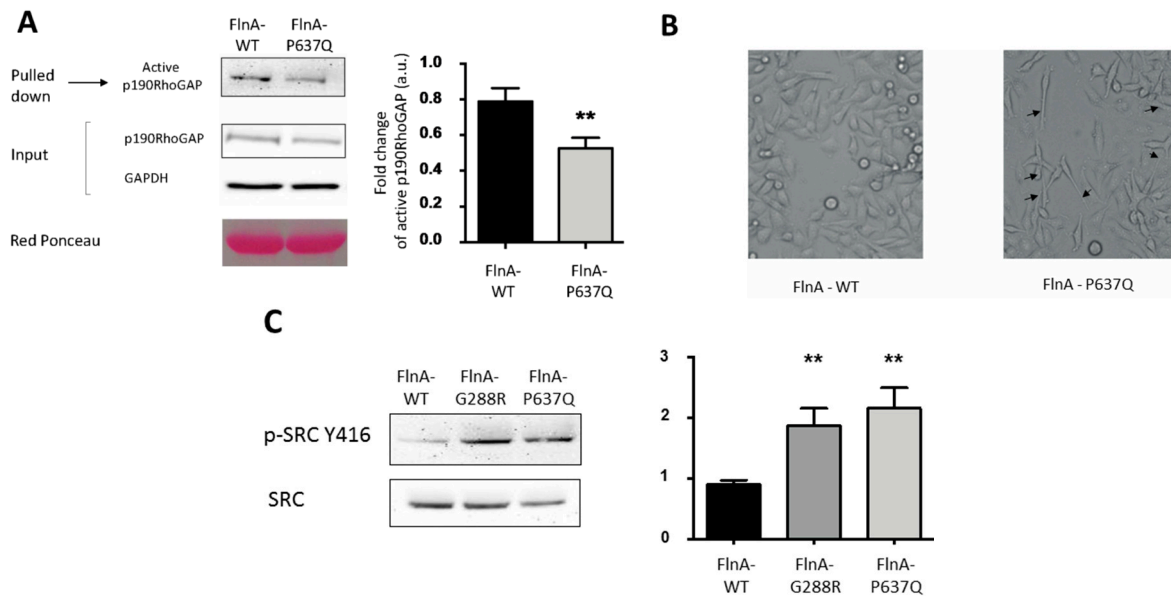 A
FlnA-
WT
FlnA-
P637Q
Pulled
down
Active
p190RhoGAP
Input
p190RhoGAP
GAPDH
Red Ponceau
Fold change
of active p190RhoGAP (a.u.)
1.0
0.8
0.6
0.4
0.2
0.0
**
FlnA-
WT
FlnA-
P637Q
B
FlnA - WT
FlnA - P637Q
C
FlnA-
WT
FlnA-
G288R
FlnA-
P637Q
p-SRC Y416
SRC
3
2
1
0
**
**
FlnA-
WT
FlnA-
G288R
FlnA-
P637Q